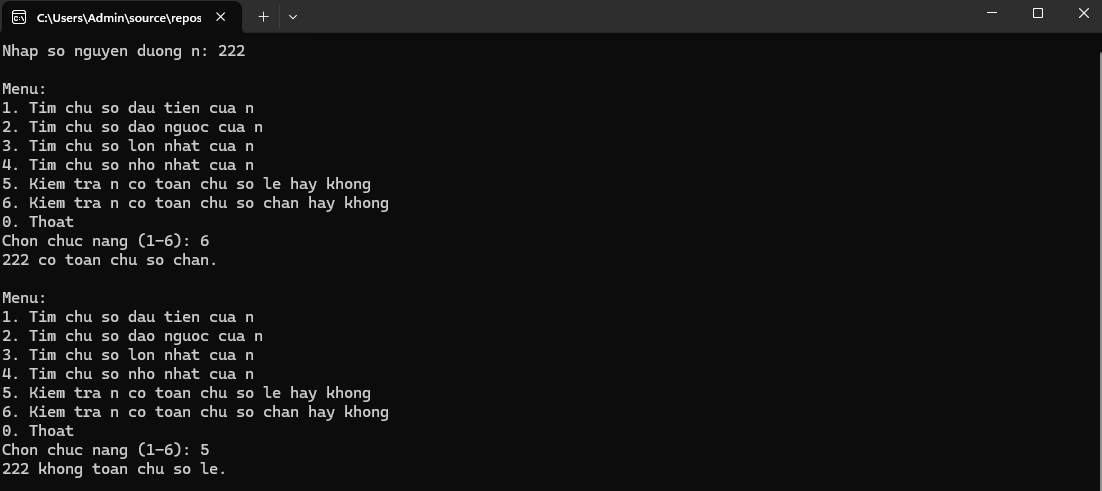 C:\Users\Admin\source\repos
Nhap so nguyen duong n: 222
Menu:
1. Tim chu so dau tien cua n
2. Tim chu so dao nguoc cua n
3. Tim chu so lon nhat cua n
4. Tim chu so nho nhat cua n
5. Kiem tra n co toan chu so le hay khong
6. Kiem tra n co toan chu so chan hay khong
0. Thoat
Chon chuc nang (1-6): 6
222 co toan chu so chan.
Menu:
1. Tim chu so dau tien cua n
2. Tim chu so dao nguoc cua n
3. Tim chu so lon nhat cua n
4. Tim chu so nho nhat cua n
5. Kiem tra n co toan chu so le hay khong
6. Kiem tra n co toan chu so chan hay khong
0. Thoat
Chon chuc nang (1-6): 5
222 khong toan chu so le.